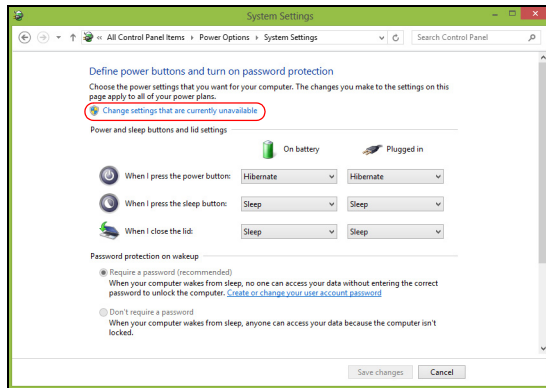 System Settings
« All Control Panel Items › Power Options › System Settings
Search Control Panel
Define power buttons and turn on password protection
Choose the power settings that you want for your computer. The changes you make to the settings on this
page apply to all of your power plans.
Change settings that are currently unavailable
Power and sleep buttons and lid settings
On battery Plugged in
When I press the power button: Hibernate Hibernate
When I press the sleep button: Sleep Sleep
When I close the lid: Sleep Sleep
Password protection on wakeup
Require a password (recommended)
When your computer wakes from sleep, no one can access your data without entering the correct
password to unlock the computer. Create or change your user account password
Don't require a password
When your computer wakes from sleep, anyone can access your data because the computer isn't
locked.
Save changes Cancel